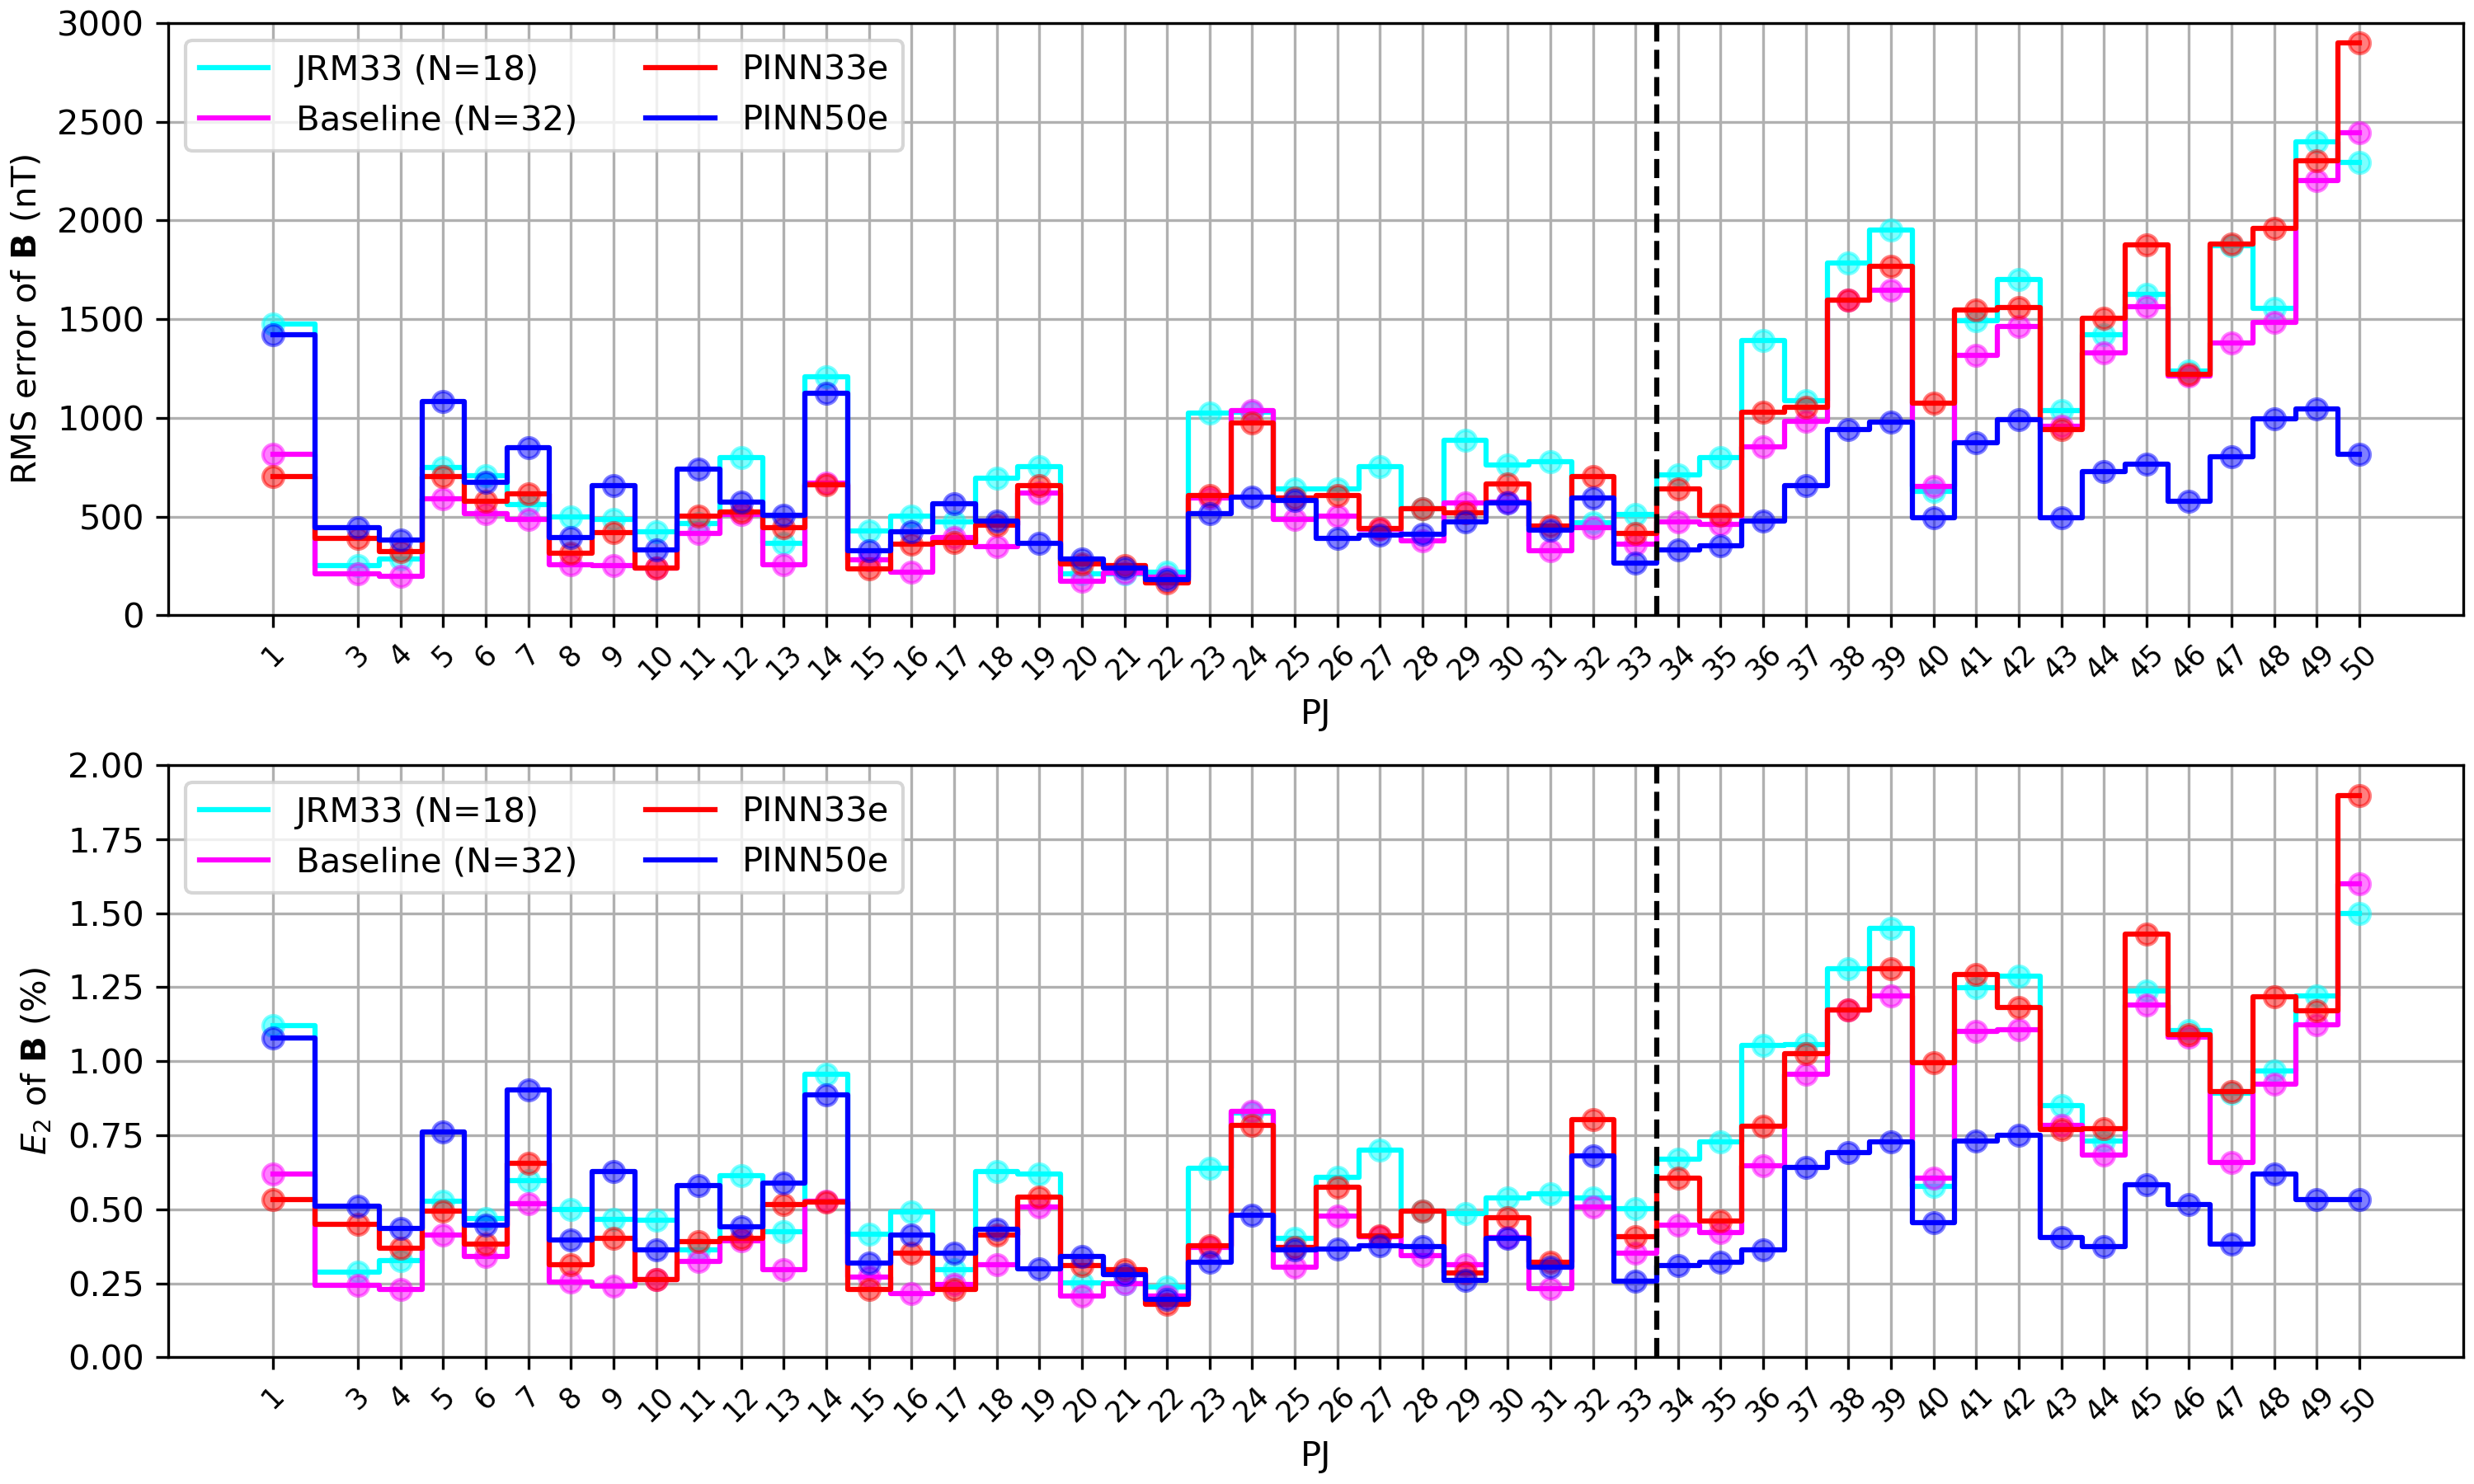 3000
2500
2000
1500
1000
500
0
RMS error of B (nT)
JRM33 (N=18)
Baseline (N=32)
PINN33e
PINN50e
1 3 4 5 6 7 8 9 10 11 12 13 14 15 16 17 18 19 20 21 22 23 24 25 26 27 28 29 30 31 32 33 34 35 36 37 38 39 40 41 42 43 44 45 46 47 48 49 50
PJ
2.00
1.75
1.50
1.25
1.00
0.75
0.50
0.25
0.00
E₂ of B (%)
JRM33 (N=18)
Baseline (N=32)
PINN33e
PINN50e
1 3 4 5 6 7 8 9 10 11 12 13 14 15 16 17 18 19 20 21 22 23 24 25 26 27 28 29 30 31 32 33 34 35 36 37 38 39 40 41 42 43 44 45 46 47 48 49 50
PJ